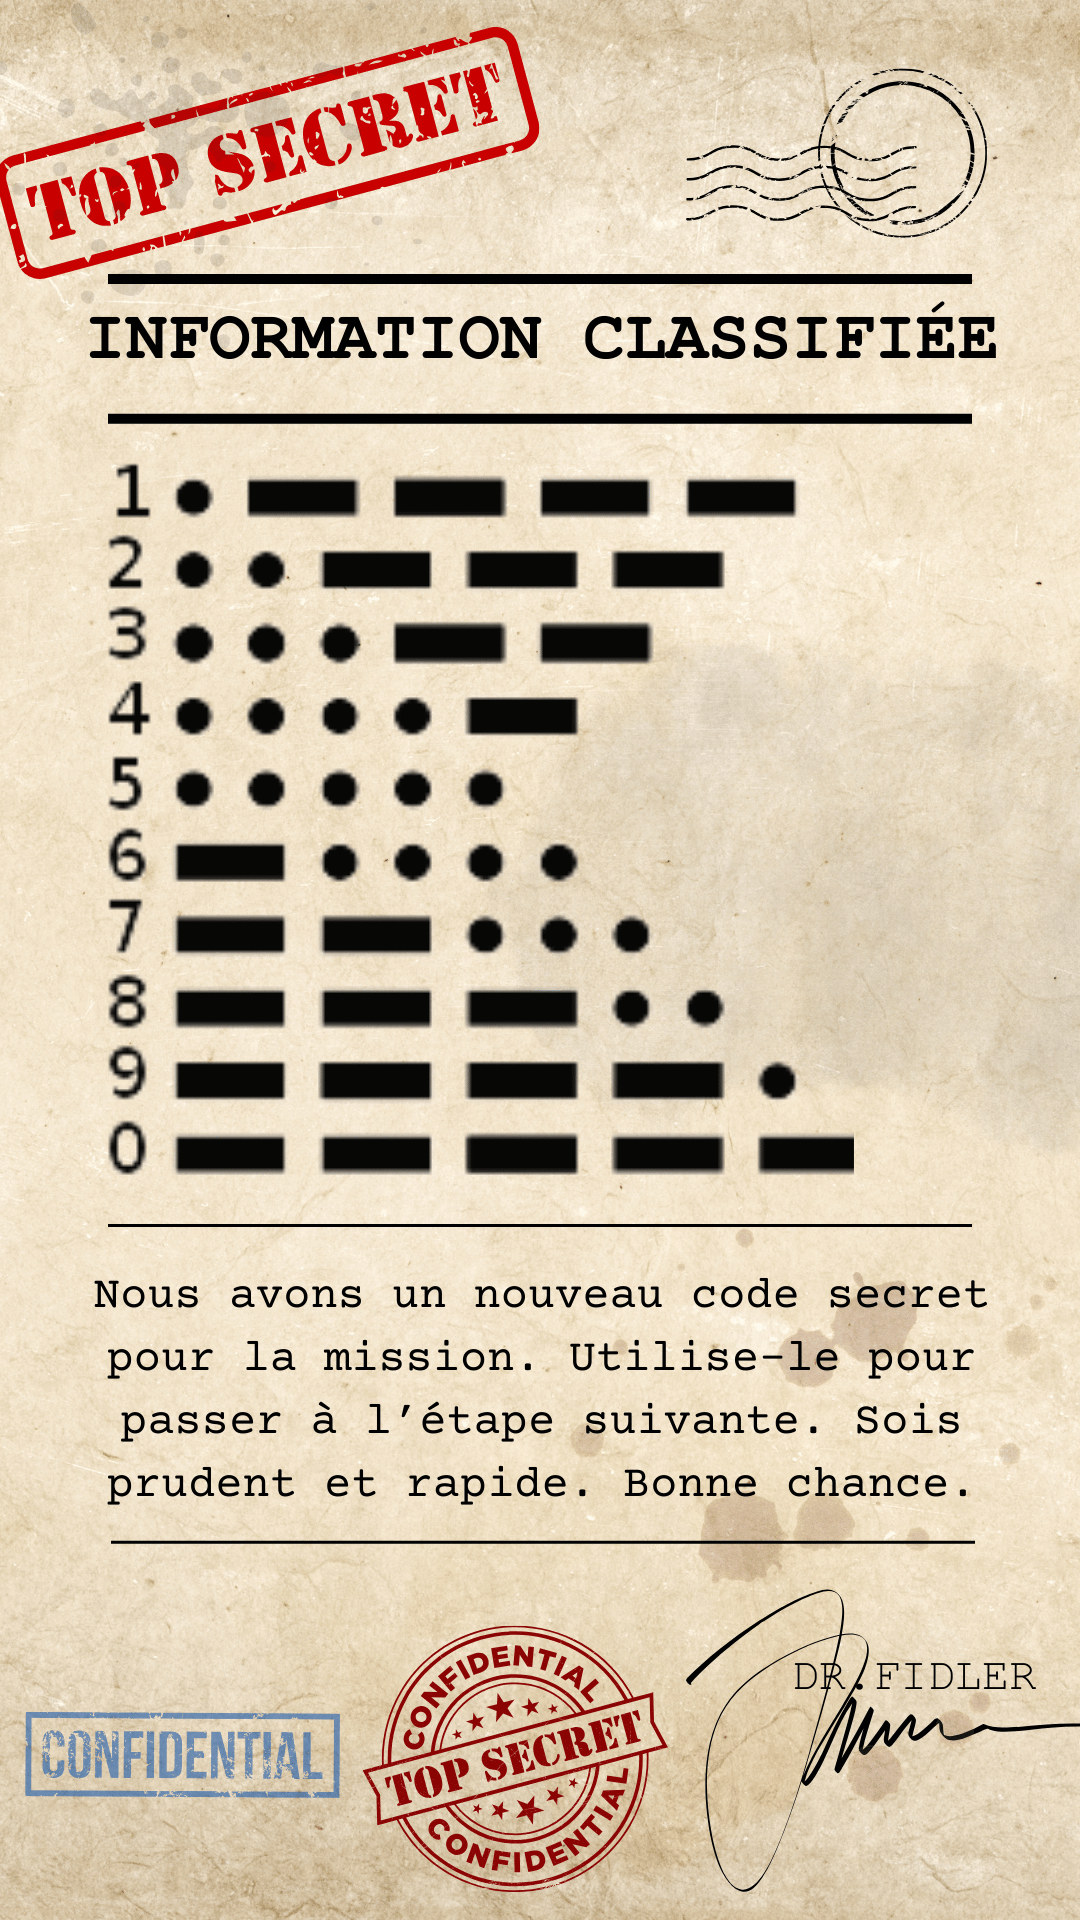 TOP SECRET
INFORMATION CLASSIFIÉE
1
2
3
4
5
6
7
8
9
0
Nous avons un nouveau code secret
pour la mission. Utilise-le pour
passer à l’étape suivante. Sois
prudent et rapide. Bonne chance.
DR.FIDLER
CONFIDENTIAL
TOP SECRET
CONFIDENTIAL
CONFIDENTIAL